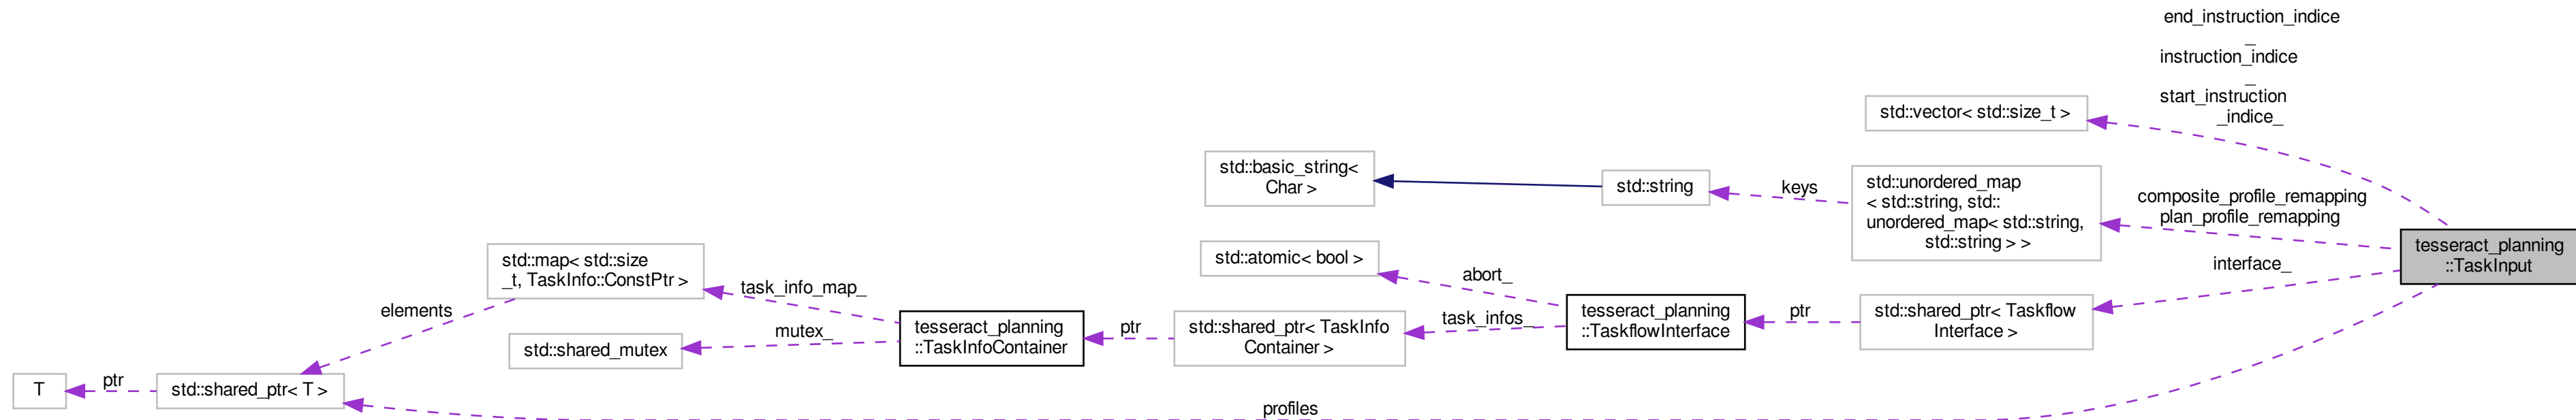 end_instruction_indice
_
instruction_indice
_
start_instruction
_indice_
std::vector< std::size_t >
std::basic_string<
Char >
std::string
keys
std::unordered_map
< std::string, std::
unordered_map< std::string,
std::string > >
composite_profile_remapping
plan_profile_remapping
tesseract_planning
::TaskInput
std::map< std::size
_t, TaskInfo::ConstPtr >
std::atomic< bool >
abort_
interface_
elements
task_info_map_
tesseract_planning
::TaskInfoContainer
ptr
std::shared_ptr< TaskInfo
Container >
task_infos_
tesseract_planning
::TaskflowInterface
ptr
std::shared_ptr< Taskflow
Interface >
mutex_
std::shared_mutex
T
ptr
std::shared_ptr< T >
profiles